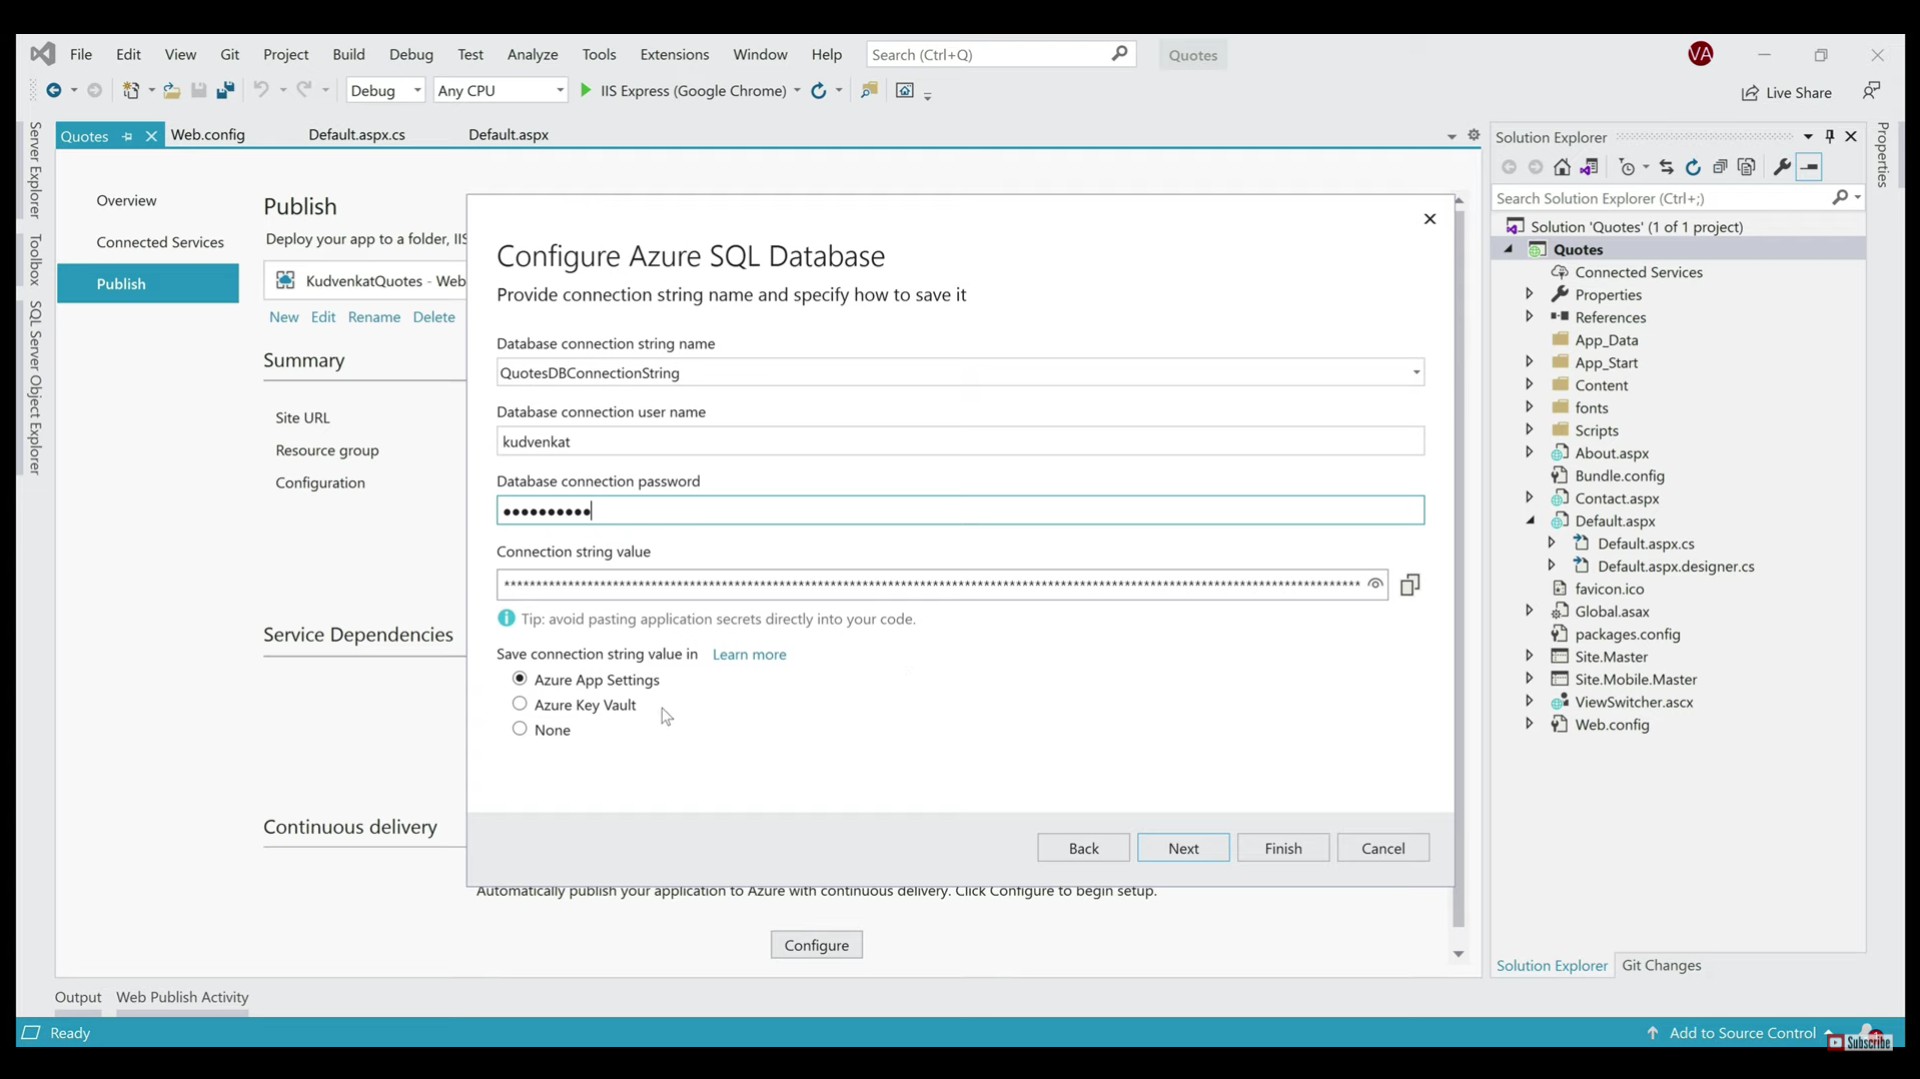 File Edit View Git Project Build Debug Test Analyze Tools Extensions Window Help Search (Ctrl+Q) Quotes VA
Debug Any CPU IIS Express (Google Chrome) Live Share
Server Explorer
Toolbox
SQL Server Object Explorer
Quotes Web.config Default.aspx.cs Default.aspx
Overview
Connected Services
Publish
Publish
Deploy your app to a folder, IIS
KudvenkatQuotes - Web
New Edit Rename Delete
Summary
Site URL
Resource group
Configuration
Service Dependencies
Continuous delivery
Configure Azure SQL Database
Provide connection string name and specify how to save it
Database connection string name
QuotesDBConnectionString
Database connection user name
kudvenkat
Database connection password
●●●●●●●●●●
Connection string value
Tip: avoid pasting application secrets directly into your code.
Save connection string value in Learn more
Azure App Settings
Azure Key Vault
None
Back Next Finish Cancel
Automatically publish your application to Azure with continuous delivery. Click Configure to begin setup.
Configure
Solution Explorer
Search Solution Explorer (Ctrl+;)
Solution 'Quotes' (1 of 1 project)
Quotes
Connected Services
Properties
References
App_Data
App_Start
Content
fonts
Scripts
About.aspx
Bundle.config
Contact.aspx
Default.aspx
Default.aspx.cs
Default.aspx.designer.cs
favicon.ico
Global.asax
packages.config
Site.Master
Site.Mobile.Master
ViewSwitcher.ascx
Web.config
Solution Explorer Git Changes
Properties
Output Web Publish Activity
Ready Add to Source Control
Subscribe